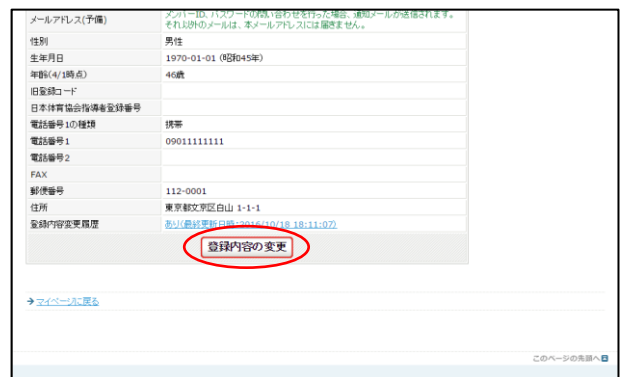 メンバーID、パスワードの問い合わせを行った場合、通知メールが送信されます。
メールアドレス(予備)
それ以外のメールは、本メールアドレスには届きません。
性別 男性
生年月日 1970-01-01 (昭和45年)
年齢(4/1時点) 46歳
旧登録コード
日本体育協会指導者登録番号
電話番号1の種類 携帯
電話番号1 09011111111
電話番号2
FAX
郵便番号 112-0001
住所 東京都文京区白山 1-1-1
登録内容変更履歴 あり(最終更新日時:2016/10/18 18:11:07)
登録内容の変更
マイページに戻る
このページの先頭へ